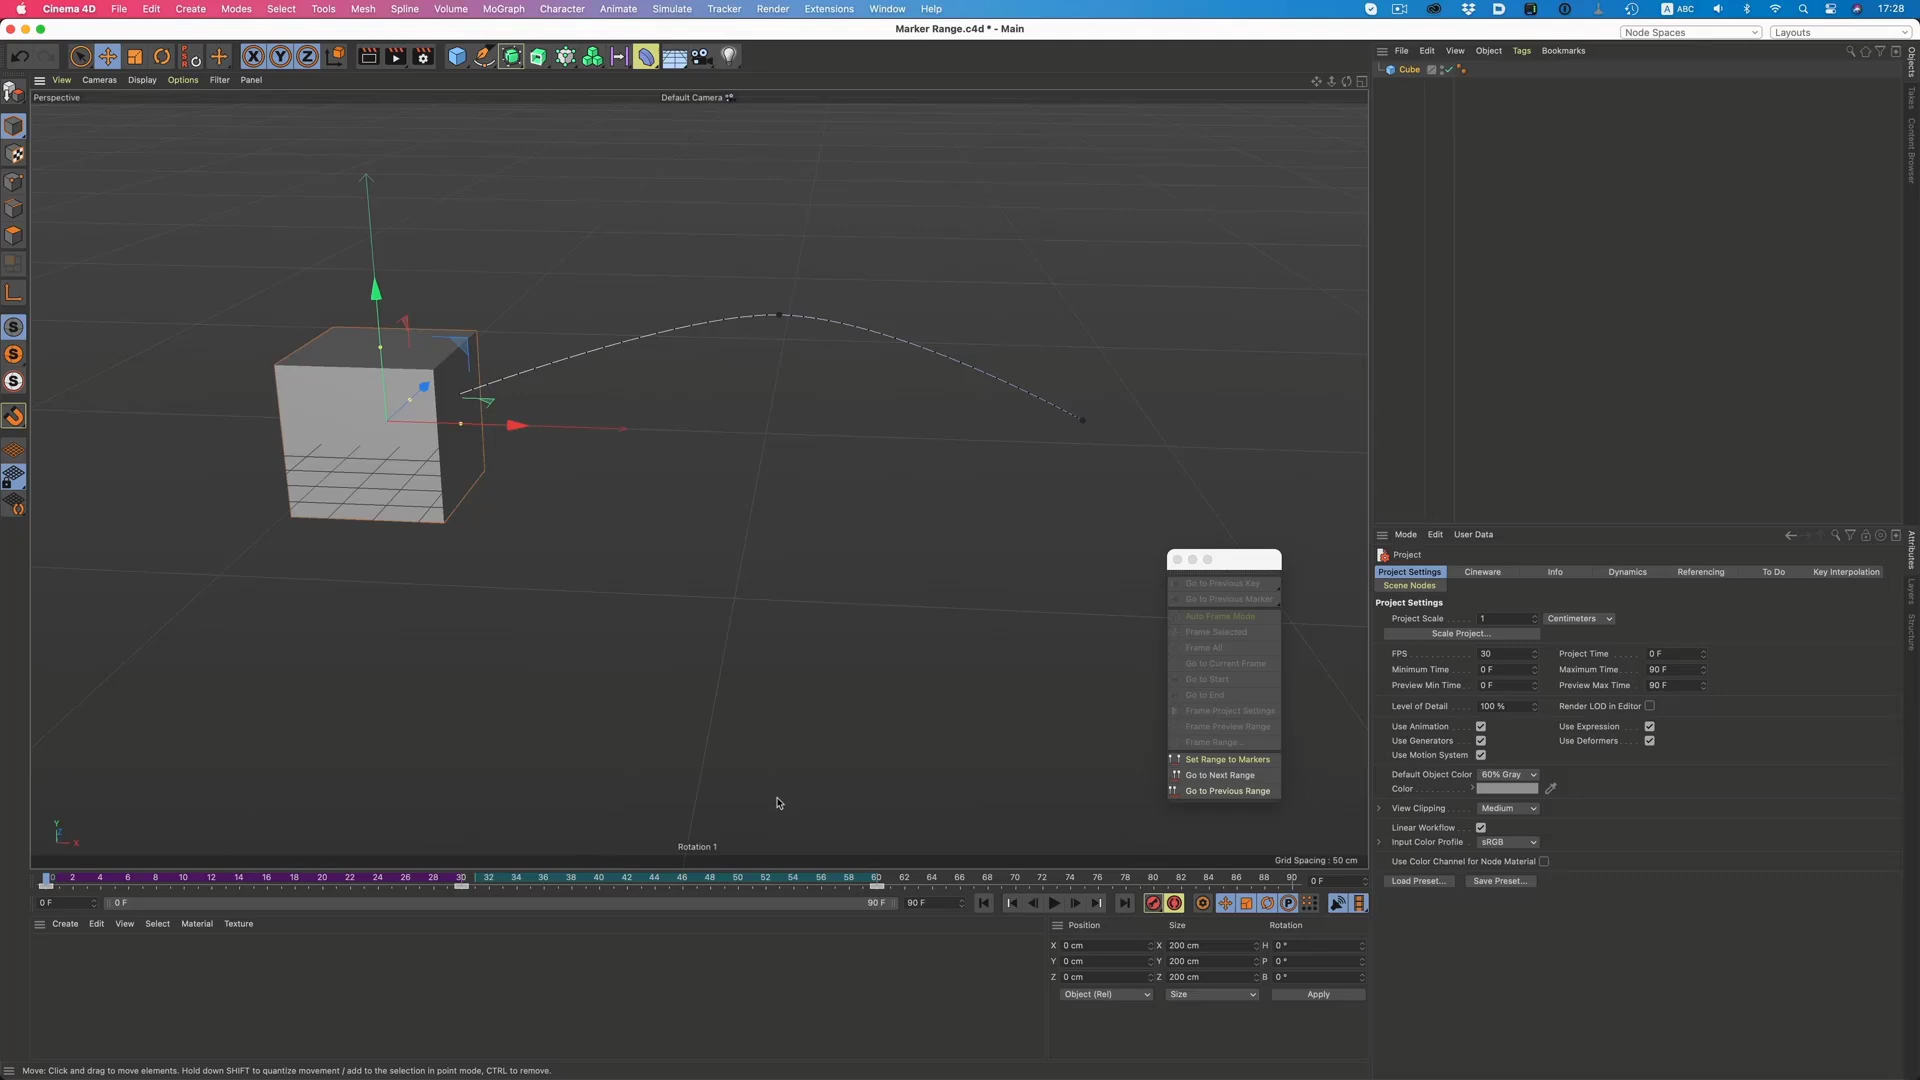 Cinema 4D File Edit Create Modes Select Tools Mesh Spline Volume MoGraph Character Animate Simulate Tracker Render Extensions Window Help ABC 17:28
Marker Range.c4d * - Main
Node Spaces Layouts
File Edit View Object Tags Bookmarks
View Cameras Display Options Filter Panel
Perspective
Default Camera
Cube
Objects
Takes
Content Browser
Go to Previous Key
Go to Previous Marker
Auto Frame Mode
Frame Selected
Frame All
Go to Current Frame
Go to Start
Go to End
Frame Project Settings
Frame Preview Range
Frame Range...
Set Range to Markers
Go to Next Range
Go to Previous Range
Y
Z
X
Rotation 1
Grid Spacing : 50 cm
Mode Edit User Data
Project
Project Settings Cineware Info Dynamics Referencing To Do Key Interpolation
Scene Nodes
Project Settings
Project Scale 1 Centimeters
Scale Project...
FPS 30 Project Time 0 F
Minimum Time 0 F Maximum Time 90 F
Preview Min Time 0 F Preview Max Time 90 F
Level of Detail 100 % Render LOD in Editor
Use Animation Use Expression
Use Generators Use Deformers
Use Motion System
Default Object Color 60% Gray
Color
View Clipping Medium
Linear Workflow
Input Color Profile sRGB
Use Color Channel for Node Material
Load Preset... Save Preset...
Attributes
Layers
Structure
0 2 4 6 8 10 12 14 16 18 20 22 24 26 28 30 32 34 36 38 40 42 44 46 48 50 52 54 56 58 60 62 64 66 68 70 72 74 76 78 80 82 84 86 88 90 0 F
0 F 0 F 90 F 90 F
Create Edit View Select Material Texture
Position Size Rotation
X 0 cm X 200 cm H 0 °
Y 0 cm Y 200 cm P 0 °
Z 0 cm Z 200 cm B 0 °
Object (Rel) Size Apply
Move: Click and drag to move elements. Hold down SHIFT to quantize movement / add to the selection in point mode, CTRL to remove.